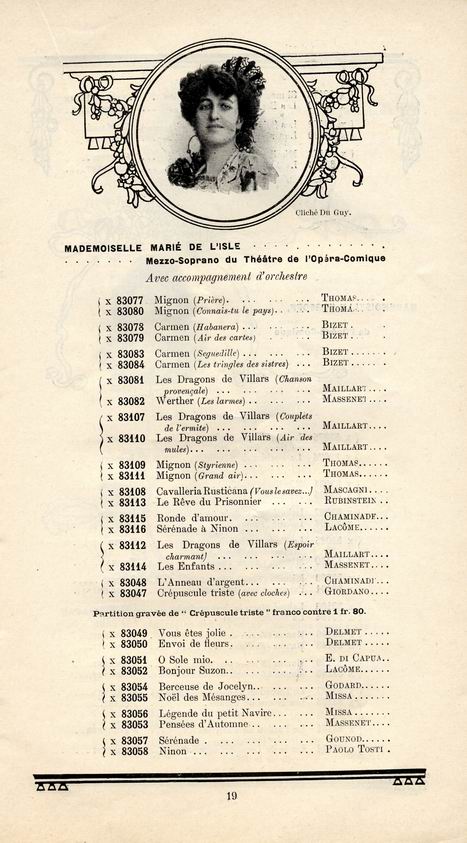 Cliché Du Guy.
MADEMOISELLE MARIÉ DE L'ISLE
Mezzo-Soprano du Théâtre de l'Opéra-Comique
Avec accompagnement d'orchestre
x 83077 Mignon (Prière). THOMAS
x 83080 Mignon (Connais-tu le pays). THOMA
x 83078 Carmen (Habanera) BIZET
x 83079 Carmen (Air des cartes) BIZET
x 83083 Carmen (Seguedille) BIZET
x 83084 Carmen (Les tringles des sistres) BIZET
x 83081 Les Dragons de Villars (Chanson
provençale) MAILLART
x 83082 Werther (Les larmes) MASSENET
x 83107 Les Dragons de Villars (Couplets
de l'ermite) MAILLART
x 83110 Les Dragons de Villars (Air des
mules) MAILLART
x 83109 Mignon (Styrienne) THOMAS
x 83111 Mignon (Grand air) THOMAS
x 83108 Cavalleria Rusticana (Vous le savez...) MASCAGNI
x 83113 Le Rêve du Prisonnier RUBINSTEIN
x 83115 Ronde d'amour. CHAMINADE
x 83116 Sérénade à Ninon LACÔME
x 83112 Les Dragons de Villars (Espoir
charmant) MAILLART
x 83114 Les Enfants MASSENET
x 83048 L'Anneau d'argent CHAMINADI
x 83047 Crépuscule triste (avec cloches) GIORDANO
Partition gravée de " Crépuscule triste " franco contre 1 fr. 80.
x 83049 Vous êtes jolie DELMET
x 83050 Envoi de fleurs DELMET
x 83051 O Sole mio. E. DI CAPUA
x 83052 Bonjour Suzon LACÔME
x 83054 Berceuse de Jocelyn GODARD
x 83055 Noël des Mésanges MISSA
x 83056 Légende du petit Navire MISSA
x 83053 Pensées d'Automne MASSENET
x 83057 Sérénade GOUNOD
x 83058 Ninon PAOLO TOSTI
19